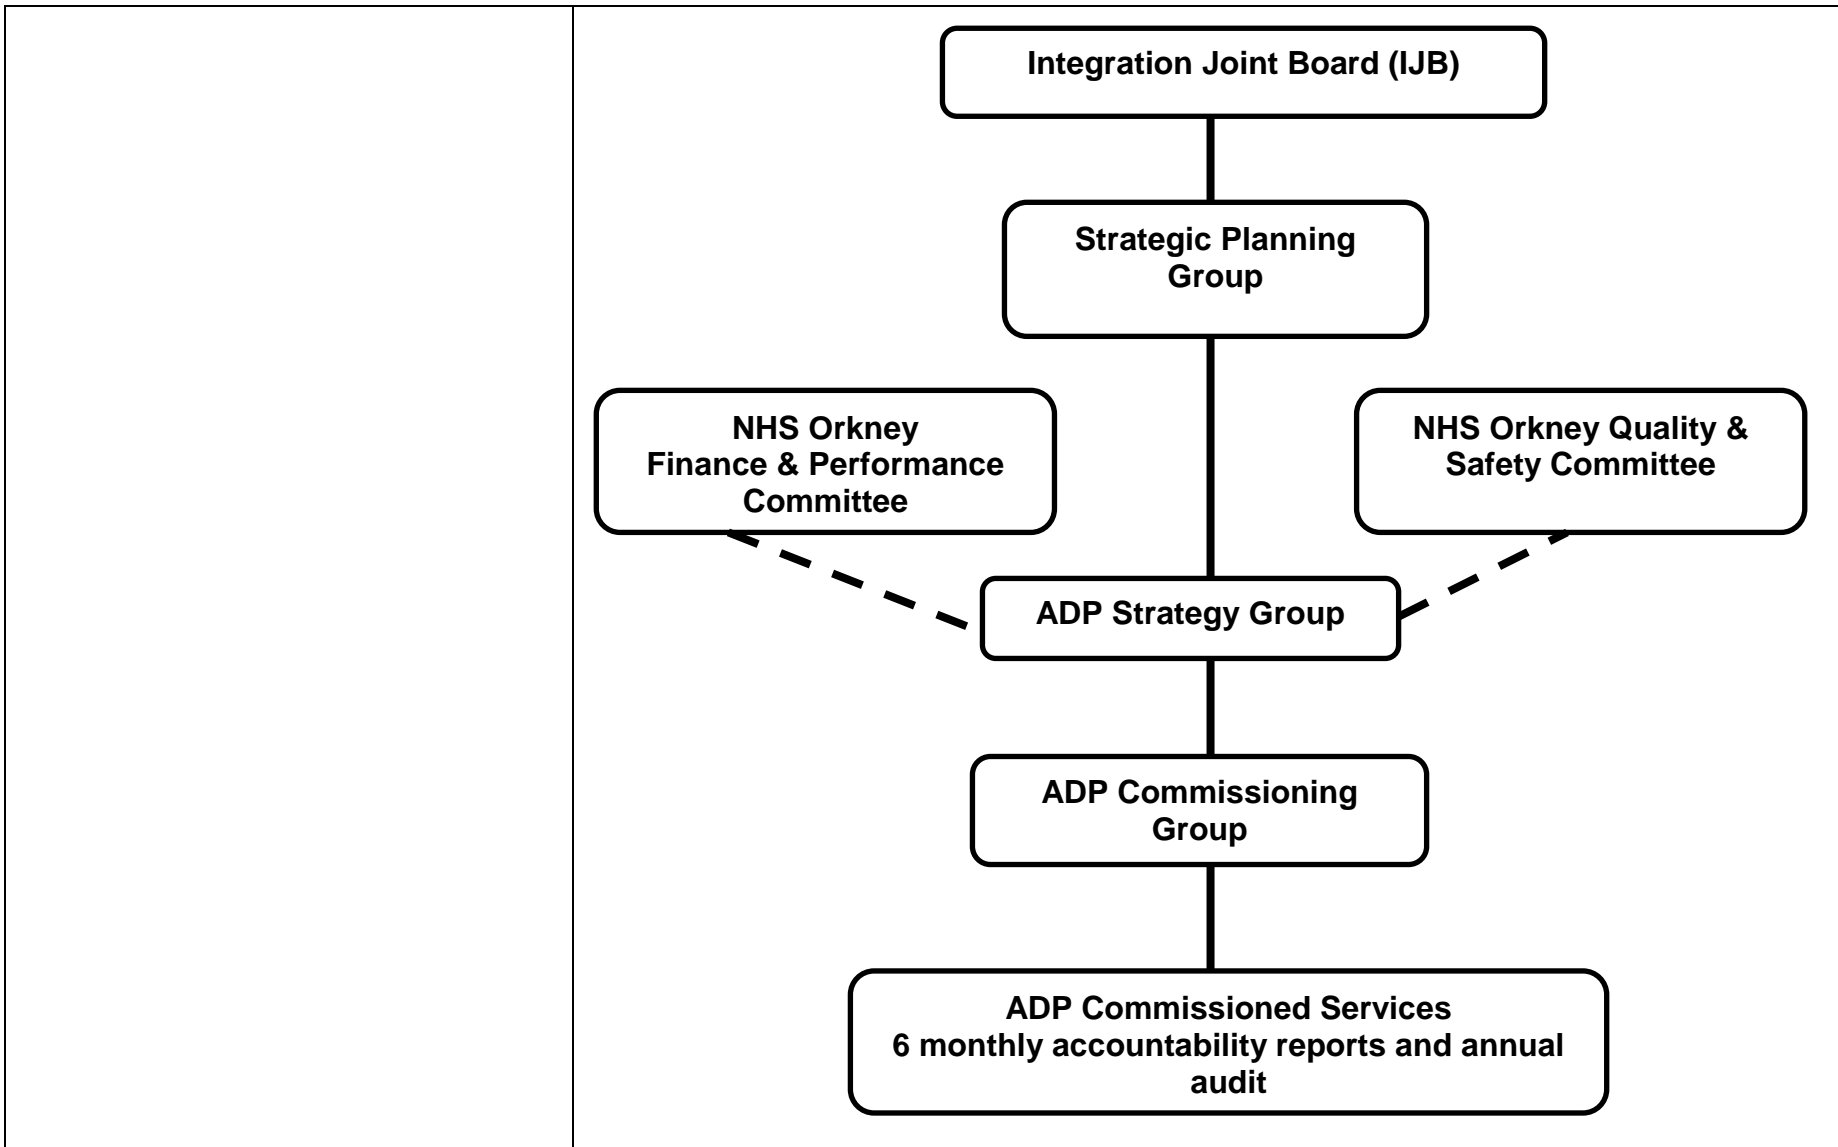 Integration Joint Board (IJB)
Strategic Planning
Group
NHS Orkney
Finance & Performance
Committee
NHS Orkney Quality &
Safety Committee
ADP Strategy Group
ADP Commissioning
Group
ADP Commissioned Services
6 monthly accountability reports and annual
audit